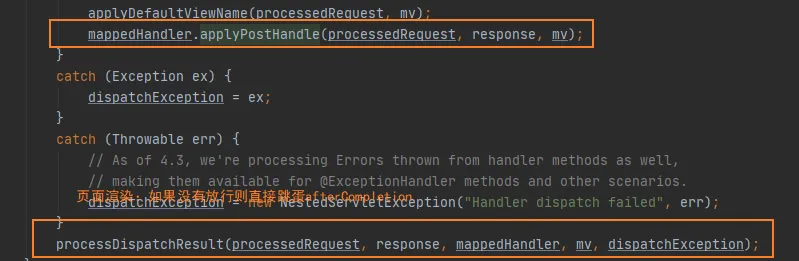 applyDefaultViewName(processedRequest, mv);
mappedHandler.applyPostHandle(processedRequest, response, mv);
}
catch (Exception ex) {
dispatchException = ex;
}
catch (Throwable err) {
// As of 4.3, we're processing Errors thrown from handler methods as well,
// making them available for @ExceptionHandler methods and other scenarios.
页面渲染: 如果没有放行则直接跳蛋afterCompletion
dispatchException = new NestedServletException("Handler dispatch failed", err);
}
processDispatchResult(processedRequest, response, mappedHandler, mv, dispatchException);